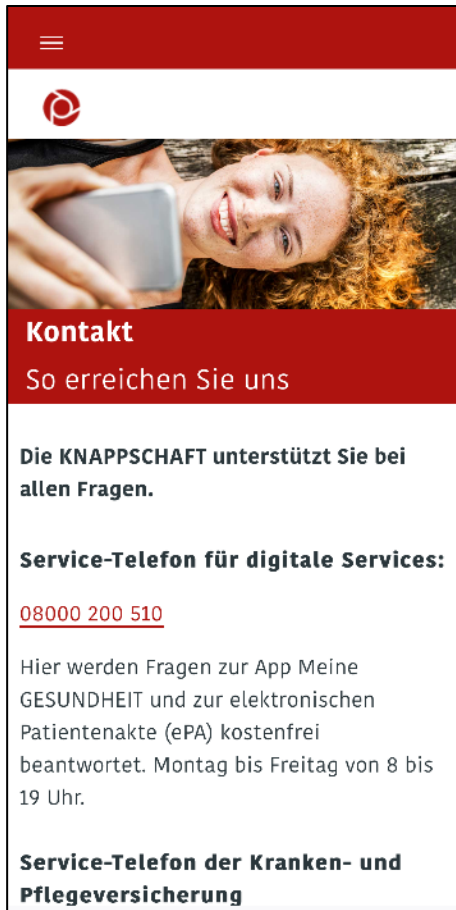 Kontakt
So erreichen Sie uns
Die KNAPPSCHAFT unterstützt Sie bei
allen Fragen.
Service-Telefon für digitale Services:
08000 200 510
Hier werden Fragen zur App Meine
GESUNDHEIT und zur elektronischen
Patientenakte (ePA) kostenfrei
beantwortet. Montag bis Freitag von 8 bis
19 Uhr.
Service-Telefon der Kranken- und
Pflegeversicherung